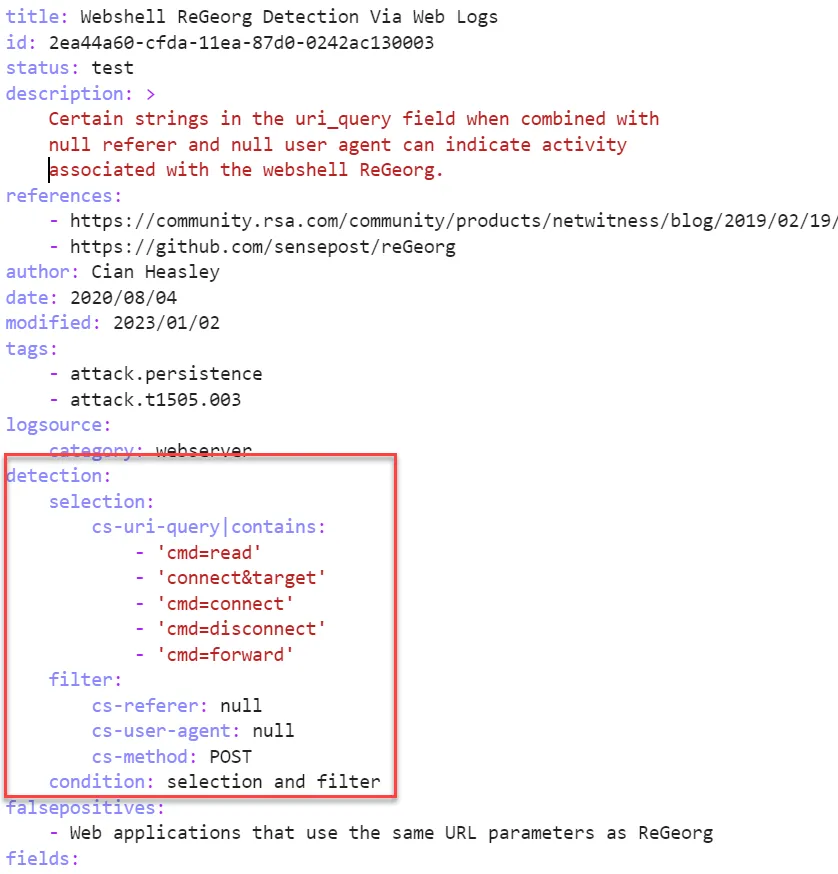 title: Webshell ReGeorg Detection Via Web Logs
id: 2ea44a60-cfda-11ea-87d0-0242ac130003
status: test
description: >
    Certain strings in the uri_query field when combined with
    null referer and null user agent can indicate activity
    associated with the webshell ReGeorg.
references:
    - https://community.rsa.com/community/products/netwitness/blog/2019/02/19/
    - https://github.com/sensepost/reGeorg
author: Cian Heasley
date: 2020/08/04
modified: 2023/01/02
tags:
    - attack.persistence
    - attack.t1505.003
logsource:
    category: webserver
detection:
    selection:
        cs-uri-query|contains:
            - 'cmd=read'
            - 'connect&target'
            - 'cmd=connect'
            - 'cmd=disconnect'
            - 'cmd=forward'
    filter:
        cs-referer: null
        cs-user-agent: null
        cs-method: POST
    condition: selection and filter
falsepositives:
    - Web applications that use the same URL parameters as ReGeorg
fields: